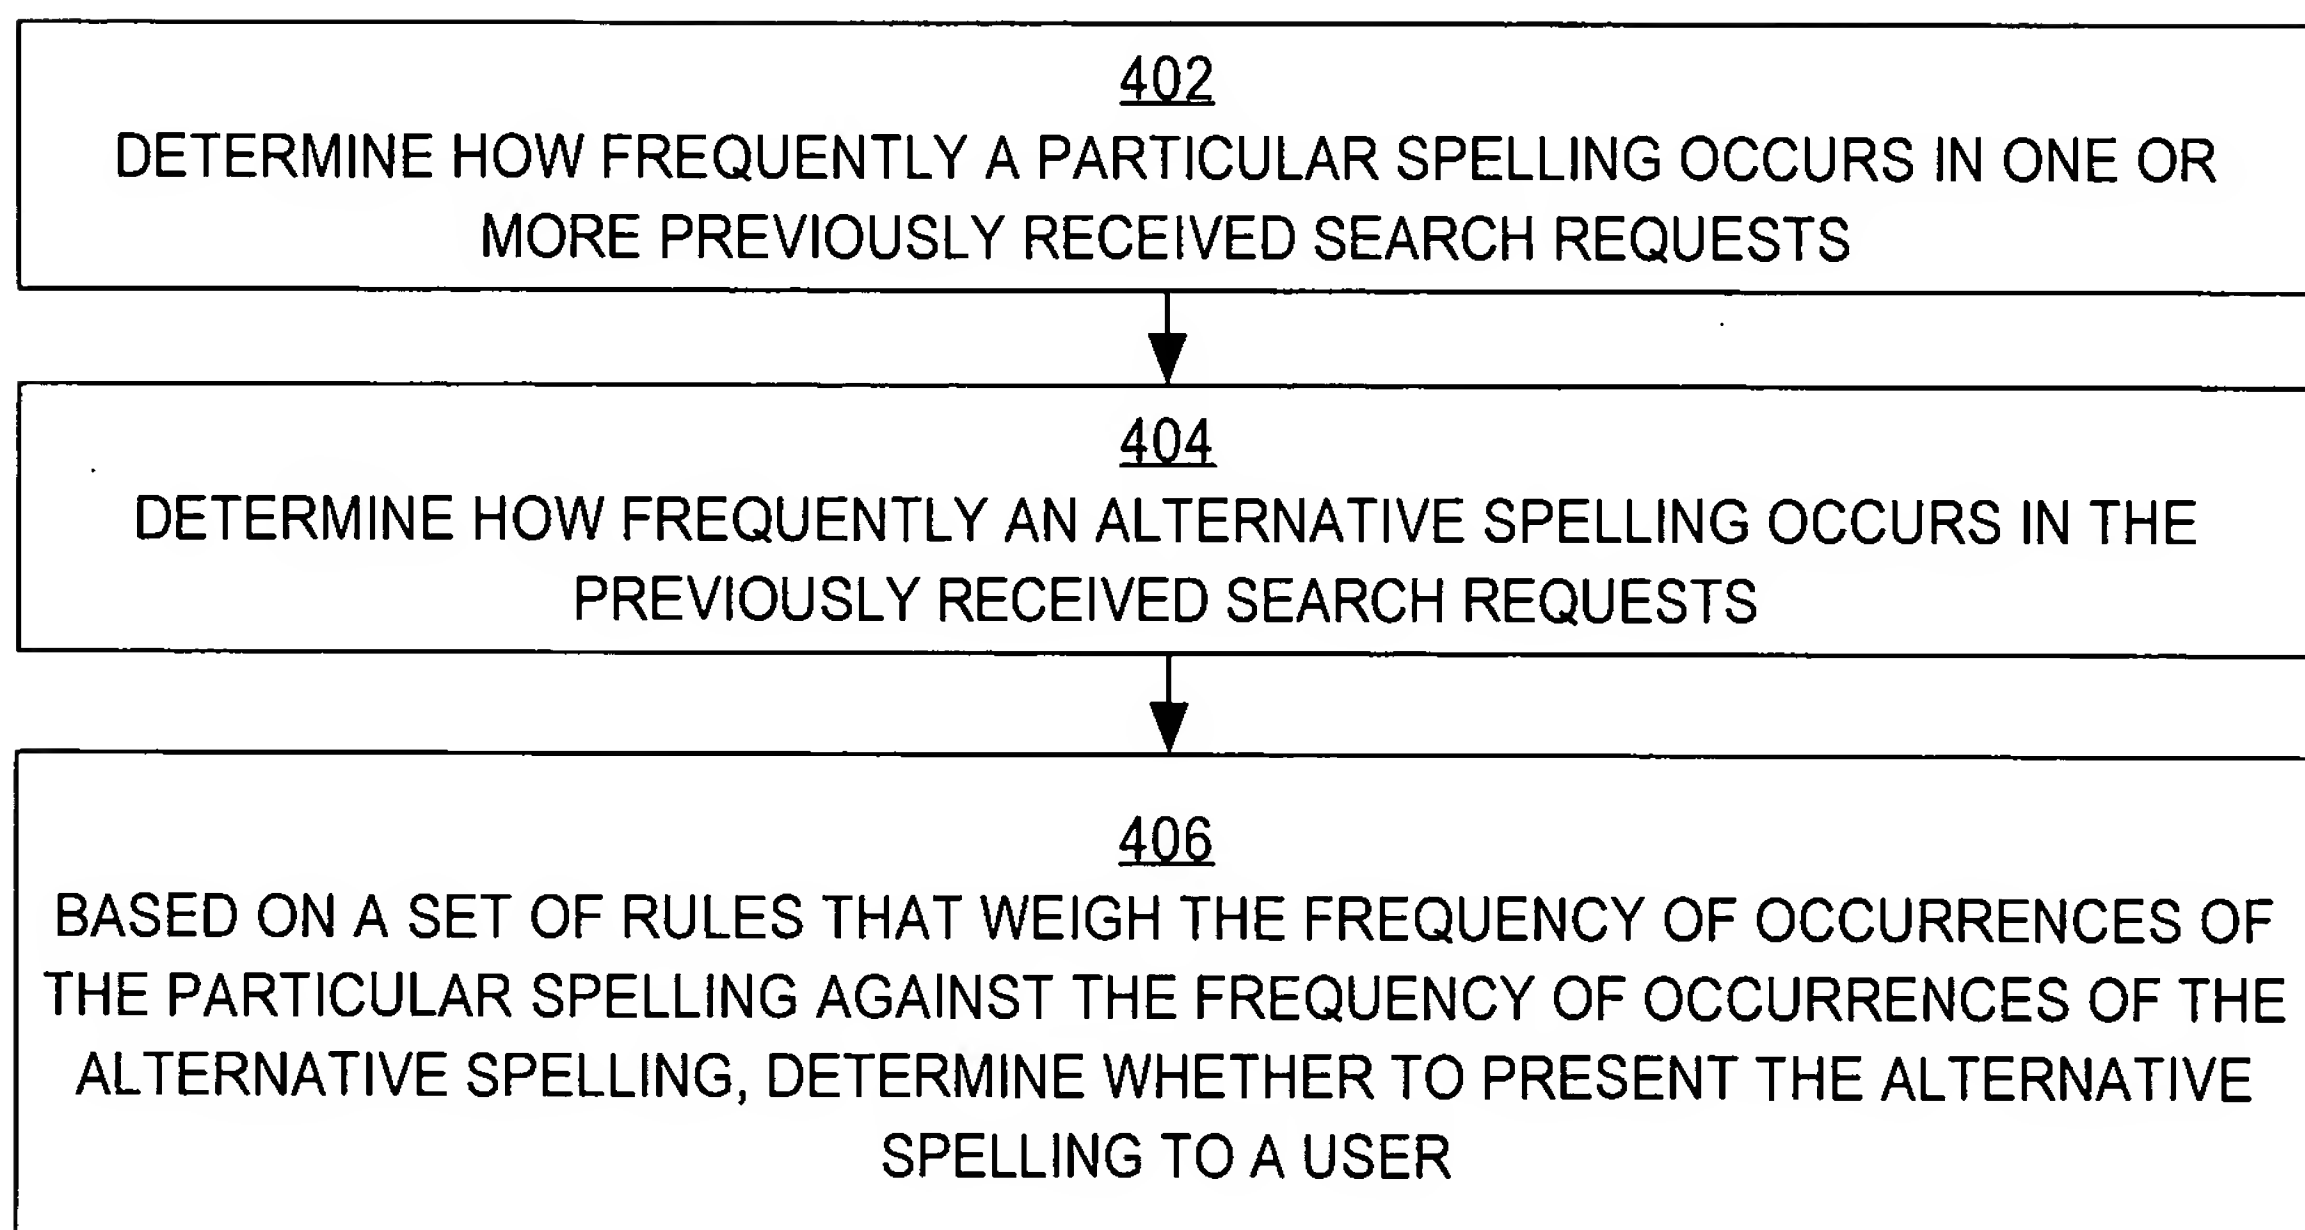 402
DETERMINE HOW FREQUENTLY A PARTICULAR SPELLING OCCURS IN ONE OR
MORE PREVIOUSLY RECEIVED SEARCH REQUESTS
404
DETERMINE HOW FREQUENTLY AN ALTERNATIVE SPELLING OCCURS IN THE
PREVIOUSLY RECEIVED SEARCH REQUESTS
406
BASED ON A SET OF RULES THAT WEIGH THE FREQUENCY OF OCCURRENCES OF
THE PARTICULAR SPELLING AGAINST THE FREQUENCY OF OCCURRENCES OF THE
ALTERNATIVE SPELLING, DETERMINE WHETHER TO PRESENT THE ALTERNATIVE
SPELLING TO A USER